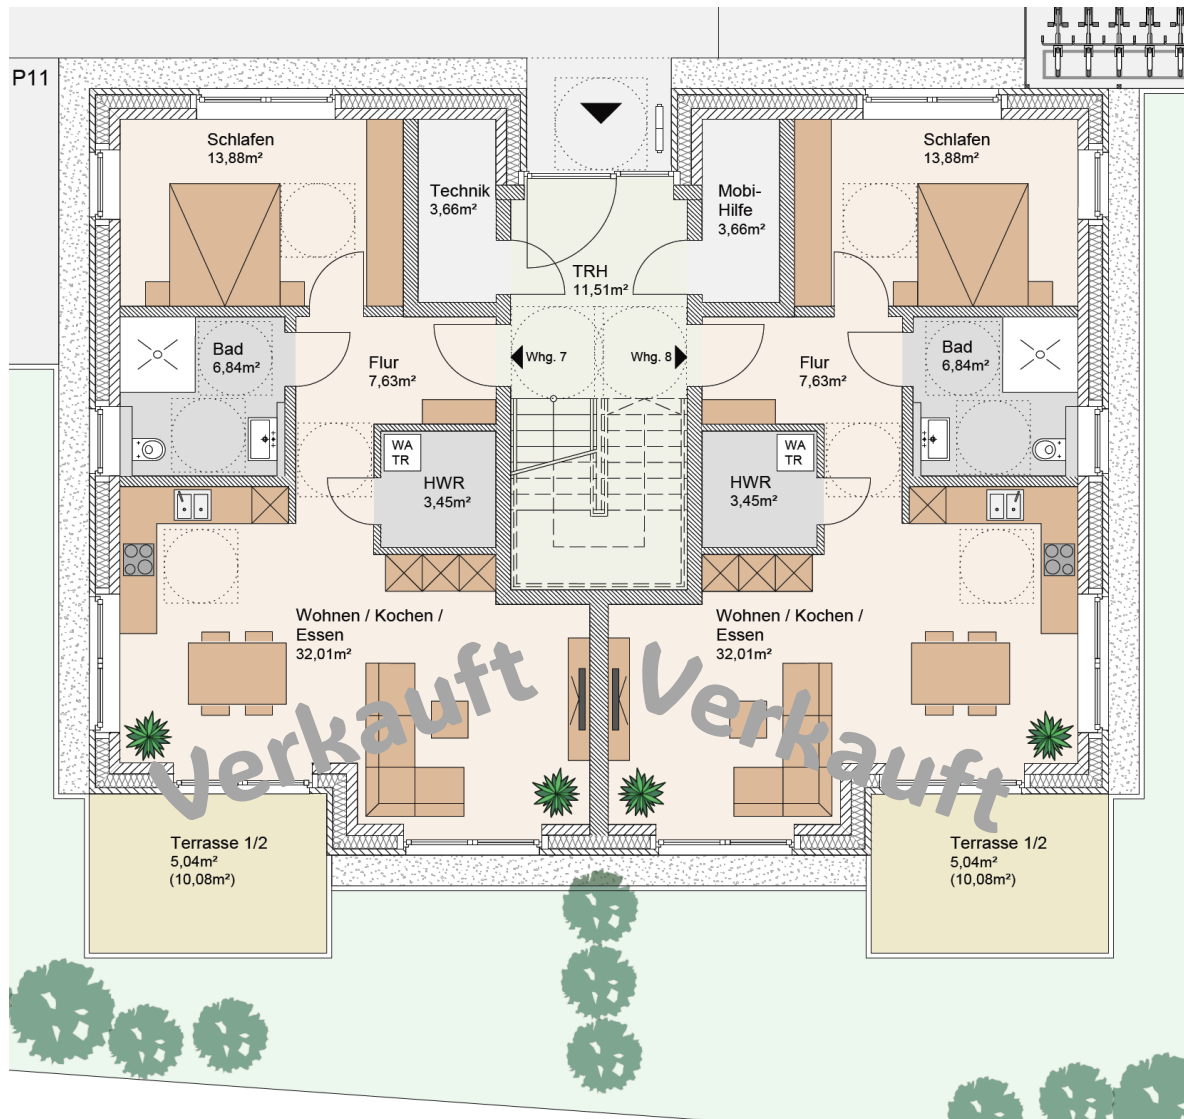 P11
Schlafen
13,88m²
Schlafen
13,88m²
Technik
3,66m²
Mobi-
Hilfe
3,66m²
TRH
11,51m²
Bad
6,84m²
Flur
7,63m²
Whg. 7
Whg. 8
Flur
7,63m²
Bad
6,84m²
WA
TR
HWR
3,45m²
WA
TR
HWR
3,45m²
Wohnen / Kochen /
Essen
32,01m²
Wohnen / Kochen /
Essen
32,01m²
Verkauft
Verkauft
Terrasse 1/2
5,04m²
(10,08m²)
Terrasse 1/2
5,04m²
(10,08m²)